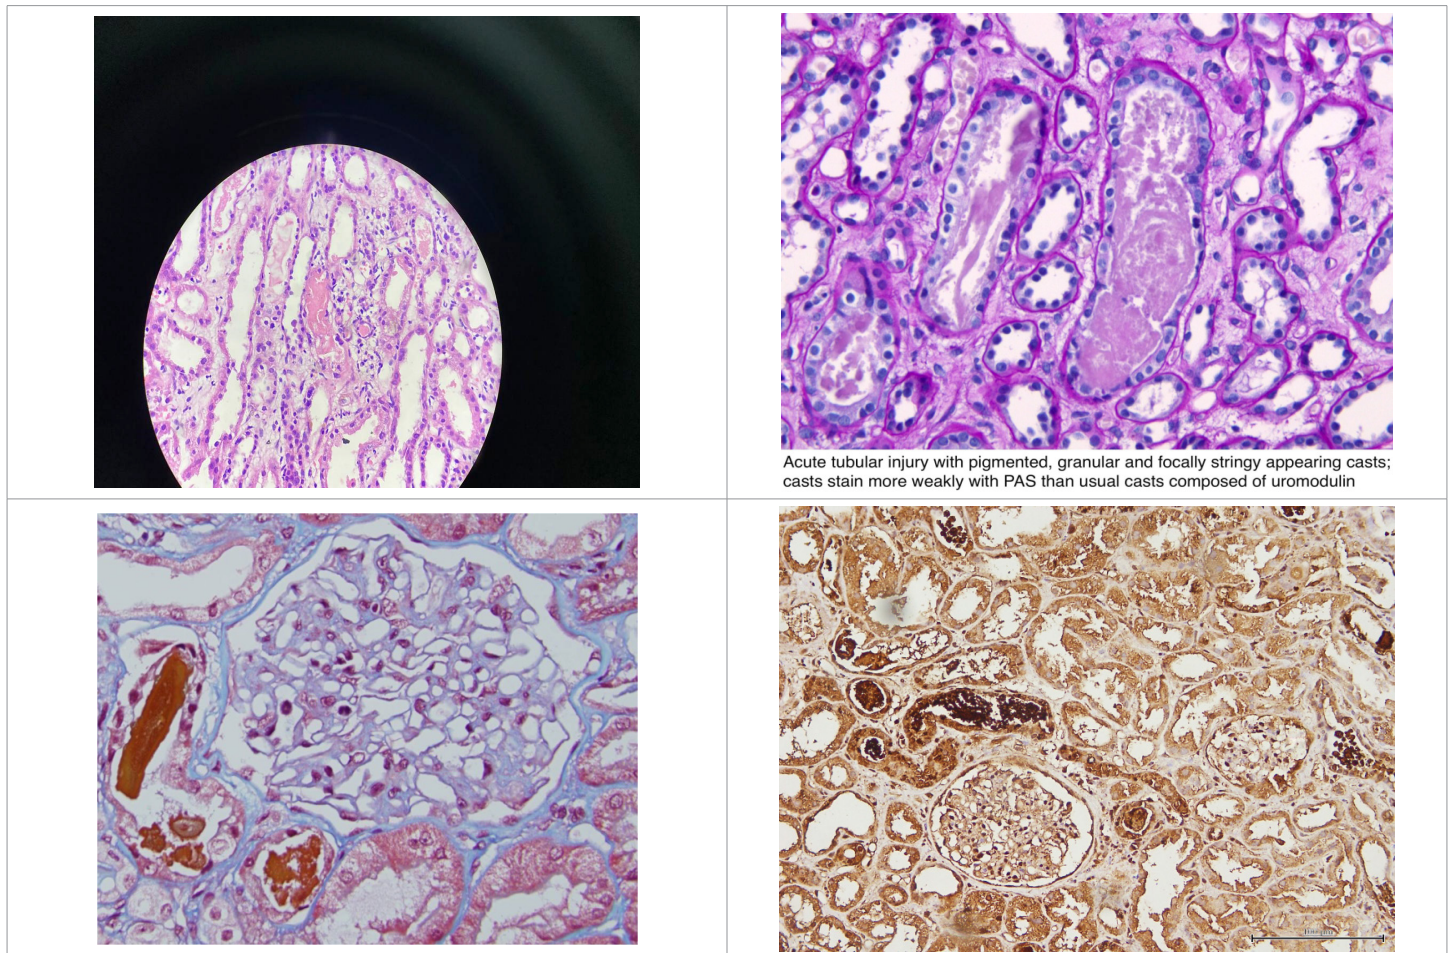 Acute tubular injury with pigmented, granular and focally stringy appearing casts;
casts stain more weakly with PAS than usual casts composed of uromodulin